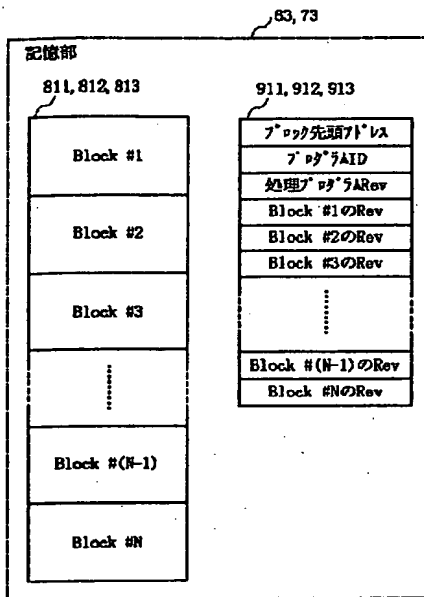 83, 73
記憶部
811, 812, 813
Block #1
Block #2
Block #3
Block #(N-1)
Block #N
911, 912, 913
ブロック先頭アドレス
プログラムID
処理プログラムRev
Block #1のRev
Block #2のRev
Block #3のRev
Block #(N-1)のRev
Block #NのRev